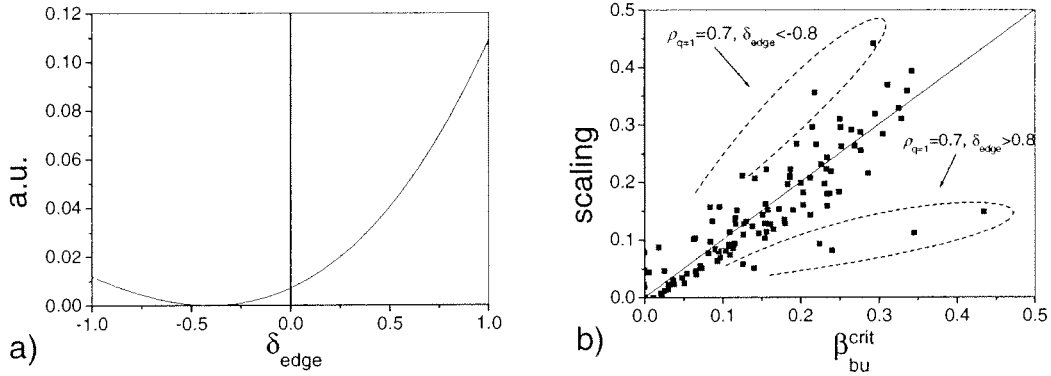 0.12
0.10
0.08
0.06
0.04
0.02
0.00
a.u.
-1.0 -0.5 0.0 0.5 1.0
δedge
a)
0.5
0.4
0.3
0.2
0.1
0.0
scaling
ρq=1=0.7, δedge<-0.8
ρq=1=0.7, δedge>0.8
0.0 0.1 0.2 0.3 0.4 0.5
βbu crit
b)